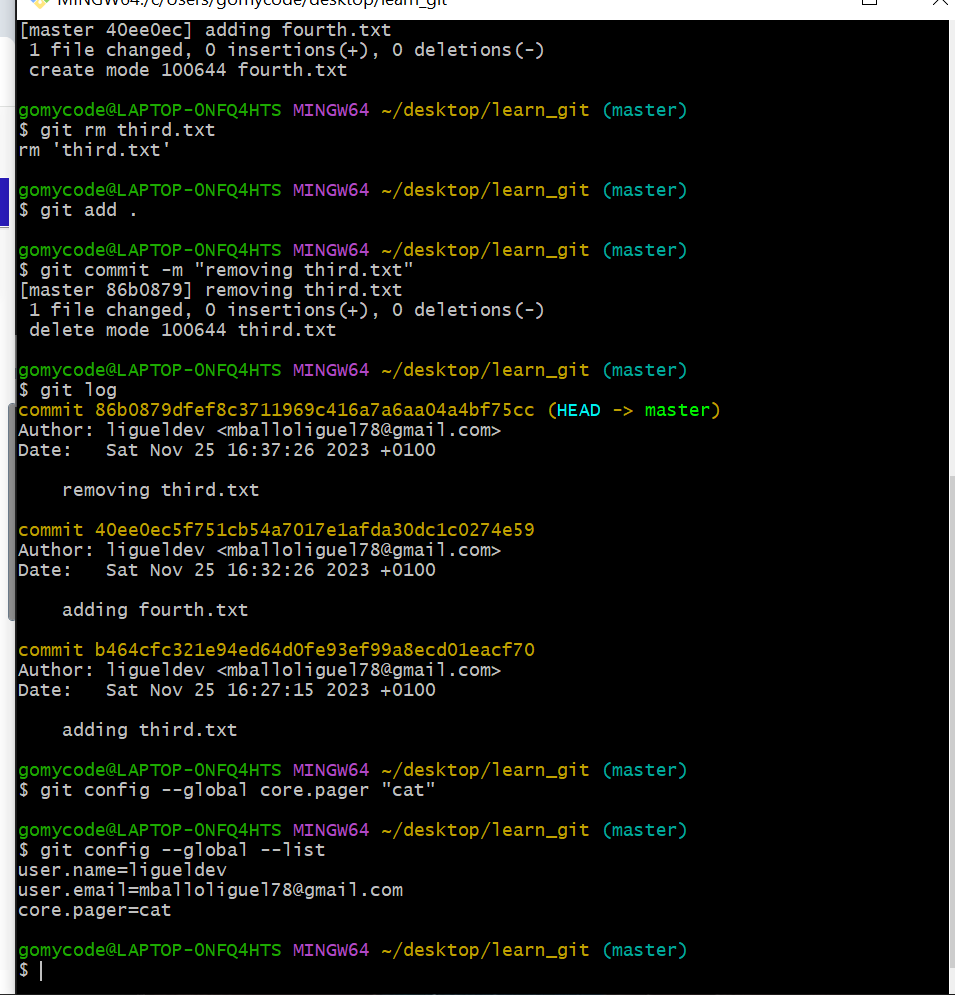 MINGW64:/c/Users/gomycode/desktop/learn_git
[master 40ee0ec] adding fourth.txt
 1 file changed, 0 insertions(+), 0 deletions(-)
 create mode 100644 fourth.txt
gomycode@LAPTOP-0NFQ4HTS MINGW64 ~/desktop/learn_git (master)
$ git rm third.txt
rm 'third.txt'
gomycode@LAPTOP-0NFQ4HTS MINGW64 ~/desktop/learn_git (master)
$ git add .
gomycode@LAPTOP-0NFQ4HTS MINGW64 ~/desktop/learn_git (master)
$ git commit -m "removing third.txt"
[master 86b0879] removing third.txt
 1 file changed, 0 insertions(+), 0 deletions(-)
 delete mode 100644 third.txt
gomycode@LAPTOP-0NFQ4HTS MINGW64 ~/desktop/learn_git (master)
$ git log
commit 86b0879dfef8c3711969c416a7a6aa04a4bf75cc (HEAD -> master)
Author: ligueldev <mballoliguel78@gmail.com>
Date:   Sat Nov 25 16:37:26 2023 +0100
    removing third.txt
commit 40ee0ec5f751cb54a7017e1afda30dc1c0274e59
Author: ligueldev <mballoliguel78@gmail.com>
Date:   Sat Nov 25 16:32:26 2023 +0100
    adding fourth.txt
commit b464cfc321e94ed64d0fe93ef99a8ecd01eacf70
Author: ligueldev <mballoliguel78@gmail.com>
Date:   Sat Nov 25 16:27:15 2023 +0100
    adding third.txt
gomycode@LAPTOP-0NFQ4HTS MINGW64 ~/desktop/learn_git (master)
$ git config --global core.pager "cat"
gomycode@LAPTOP-0NFQ4HTS MINGW64 ~/desktop/learn_git (master)
$ git config --global --list
user.name=ligueldev
user.email=mballoliguel78@gmail.com
core.pager=cat
gomycode@LAPTOP-0NFQ4HTS MINGW64 ~/desktop/learn_git (master)
$